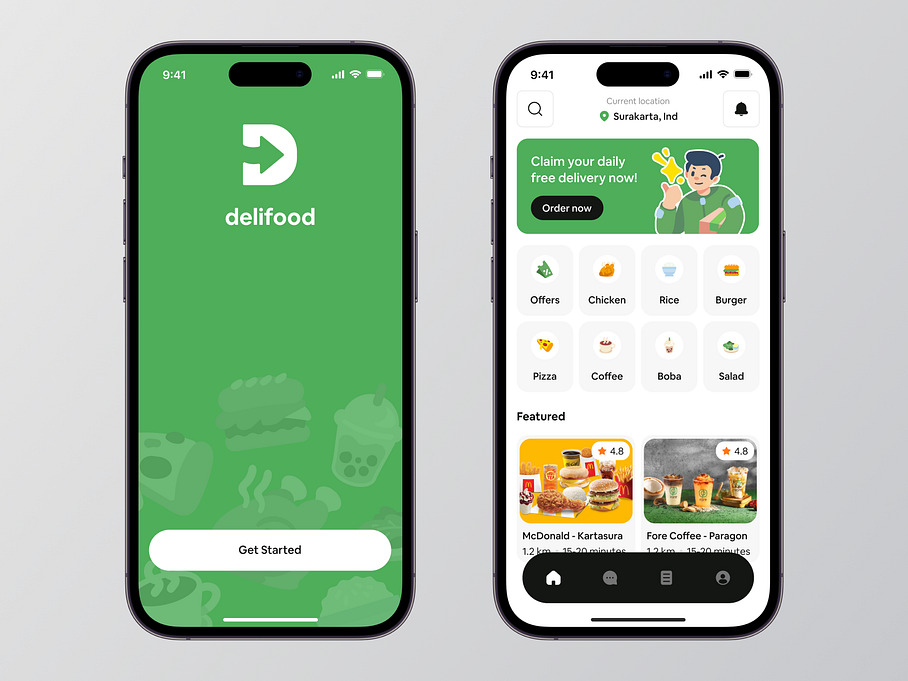 9:41
delifood
Get Started
9:41
Current location
Surakarta, Ind
Claim your daily
free delivery now!
Order now
Offers
Chicken
Rice
Burger
Pizza
Coffee
Boba
Salad
Featured
4.8
4.8
McDonald - Kartasura
1.2 km
15-20 minutes
Fore Coffee - Paragon
1.2 km
15-20 minutes